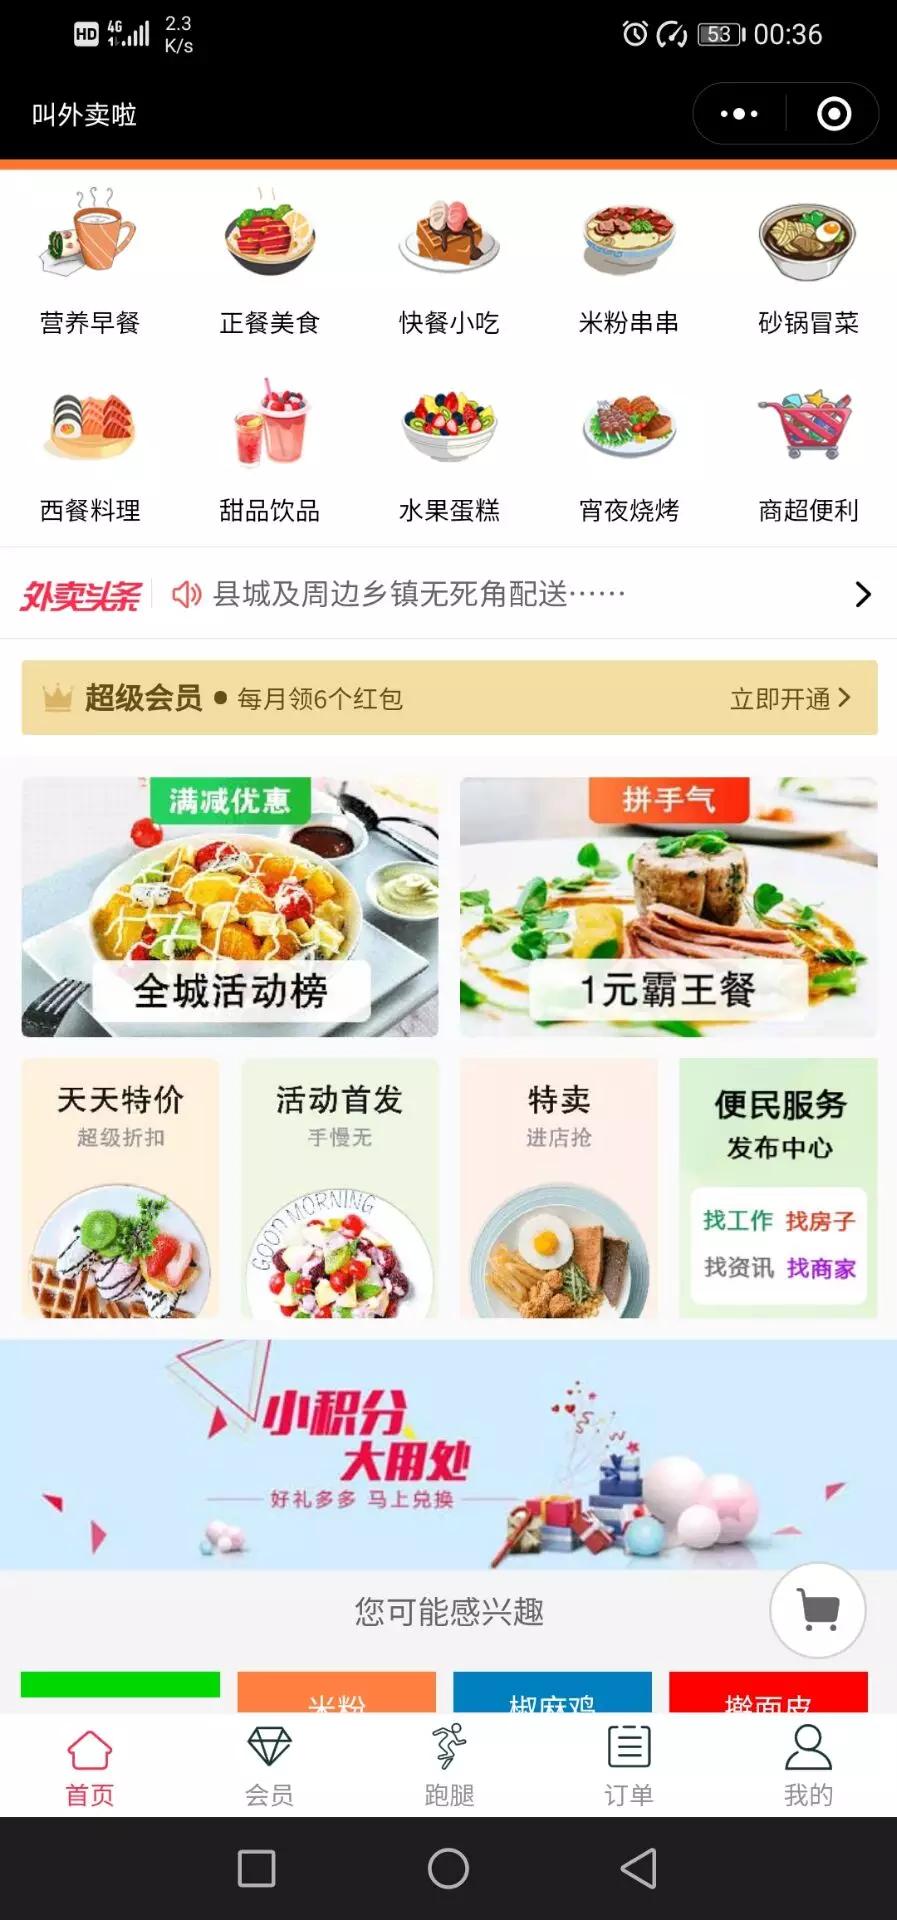 HD 4G 2.3 K/s 53 00:36
叫外卖啦
营养早餐 正餐美食 快餐小吃 米粉串串 砂锅冒菜
西餐料理 甜品饮品 水果蛋糕 宵夜烧烤 商超便利
外卖头条 县城及周边乡镇无死角配送……
超级会员 ● 每月领6个红包 立即开通
满减优惠
全城活动榜
拼手气
1元霸王餐
天天特价
超级折扣
活动首发
手慢无
GOOD MORNING
特卖
进店抢
便民服务
发布中心
找工作 找房子
找资讯 找商家
小积分
大用处
好礼多多 马上兑换
您可能感兴趣
米粉 椒麻鸡 擀面皮
首页 会员 跑腿 订单 我的